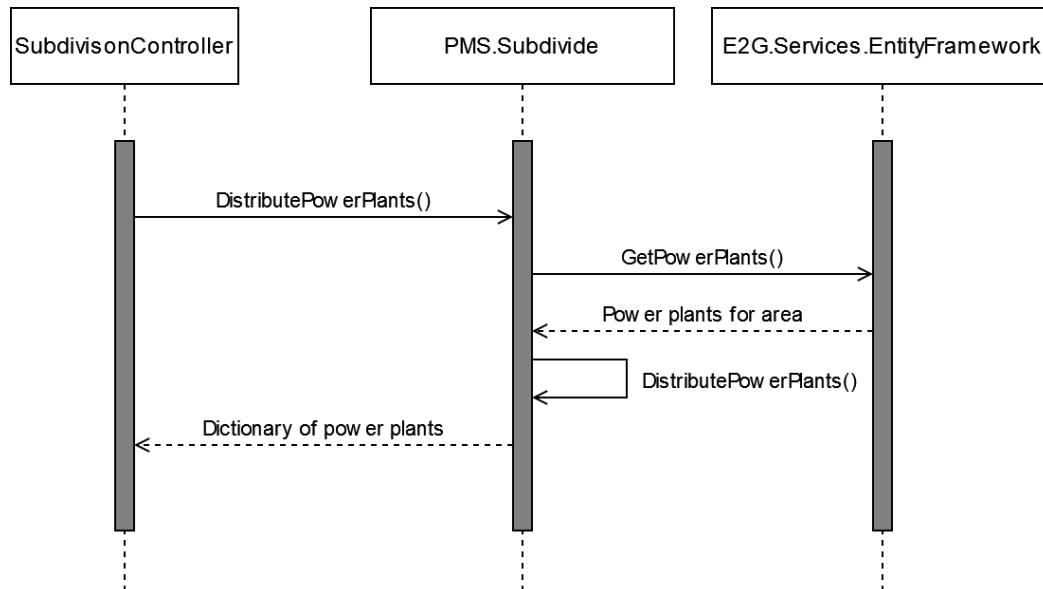 SubdivisonController
PMS.Subdivide
E2G.Services.EntityFramework
DistributePowerPlants()
GetPowerPlants()
Power plants for area
DistributePowerPlants()
Dictionary of power plants